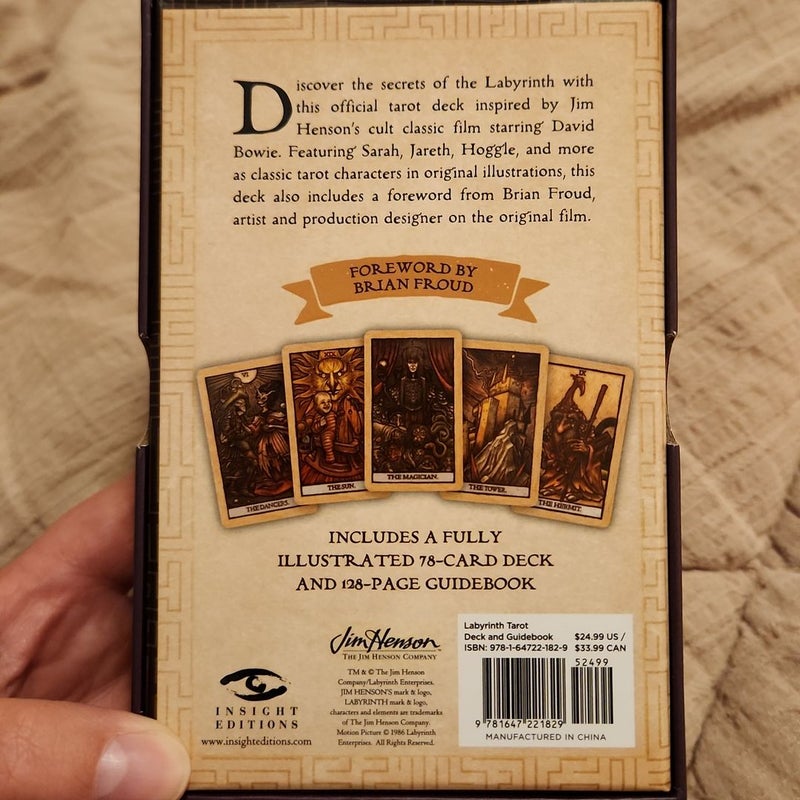 Discover the secrets of the Labyrinth with
this official tarot deck inspired by Jim
Henson's cult classic film starring David
Bowie. Featuring Sarah, Jareth, Hoggle, and more
as classic tarot characters in original illustrations, this
deck also includes a foreword from Brian Froud,
artist and production designer on the original film.
FOREWORD BY
BRIAN FROUD
VI
THE DANCERS.
XIX
THE SUN.
THE MAGICIAN.
THE TOWER.
IX
THE HERMIT.
INCLUDES A FULLY
ILLUSTRATED 78-CARD DECK
AND 128-PAGE GUIDEBOOK
INSIGHT
EDITIONS
www.insighteditions.com
Jim Henson
THE JIM HENSON COMPANY
TM & © The Jim Henson
Company/Labyrinth Enterprises.
JIM HENSON'S mark & logo,
LABYRINTH mark & logo,
characters and elements are trademarks
of The Jim Henson Company.
Motion Picture © 1986 Labyrinth
Enterprises. All Rights Reserved.
Labyrinth Tarot
Deck and Guidebook $24.99 US /
ISBN: 978-1-64722-182-9 $33.99 CAN
52499
9 781647 221829
MANUFACTURED IN CHINA